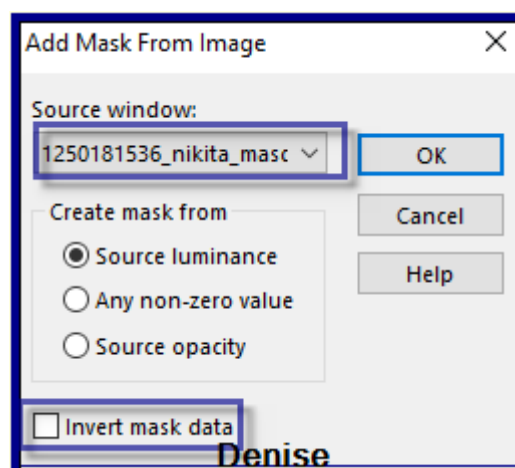 Add Mask From Image
Source window:
1250181536_nikita_masc
OK
Create mask from
Cancel
Source luminance
Help
Any non-zero value
Source opacity
Invert mask data
Denise